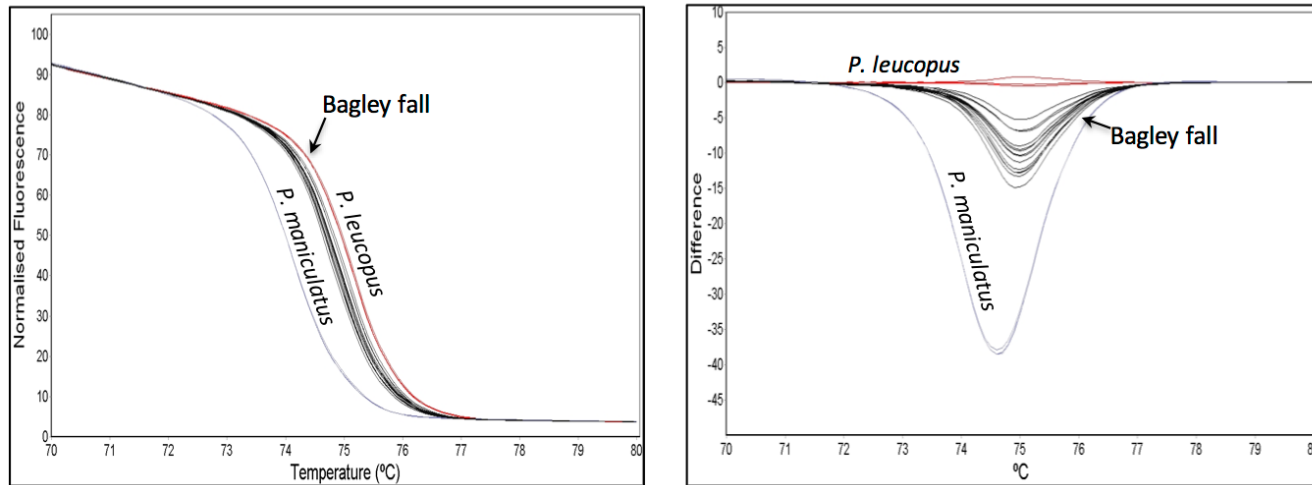 100
90
80
70
60
50
40
30
20
10
0
Normalised Fluorescence
Bagley fall
P. maniculatus
P. leucopus
70 71 72 73 74 75 76 77 78 79 80
Temperature (ºC)
10
5
0
-5
-10
-15
-20
-25
-30
-35
-40
-45
Difference
P. leucopus
Bagley fall
P. maniculatus
70 71 72 73 74 75 76 77 78 79
ºC